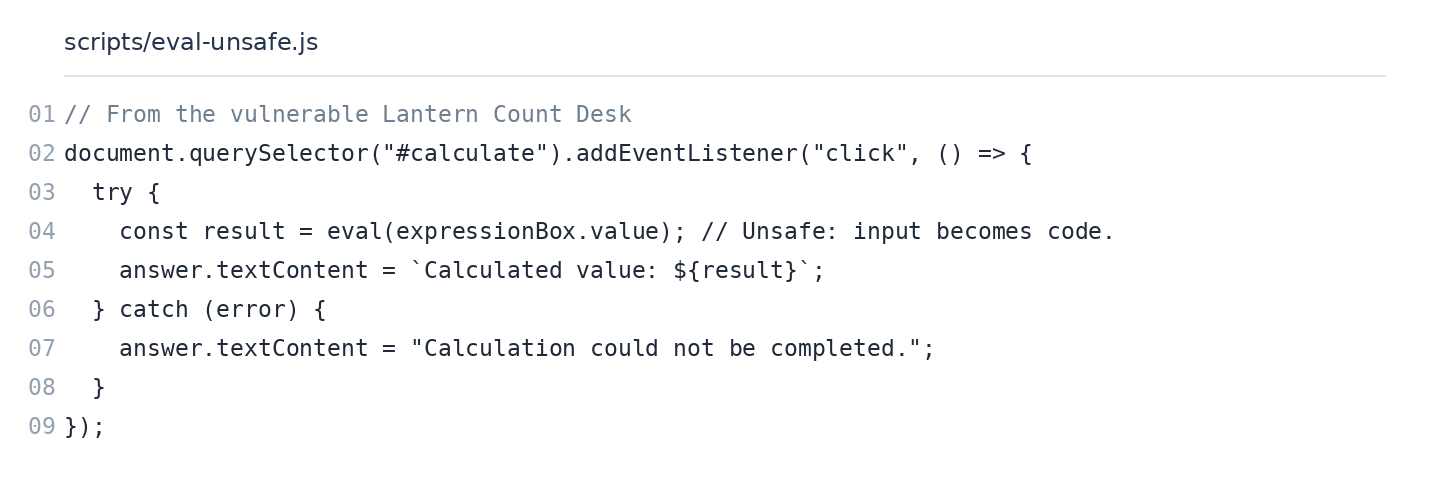 scripts/eval-unsafe.js
01 // From the vulnerable Lantern Count Desk
02 document.querySelector("#calculate").addEventListener("click", () => {
03   try {
04     const result = eval(expressionBox.value); // Unsafe: input becomes code.
05     answer.textContent = `Calculated value: ${result}`;
06   } catch (error) {
07     answer.textContent = "Calculation could not be completed.";
08   }
09 });